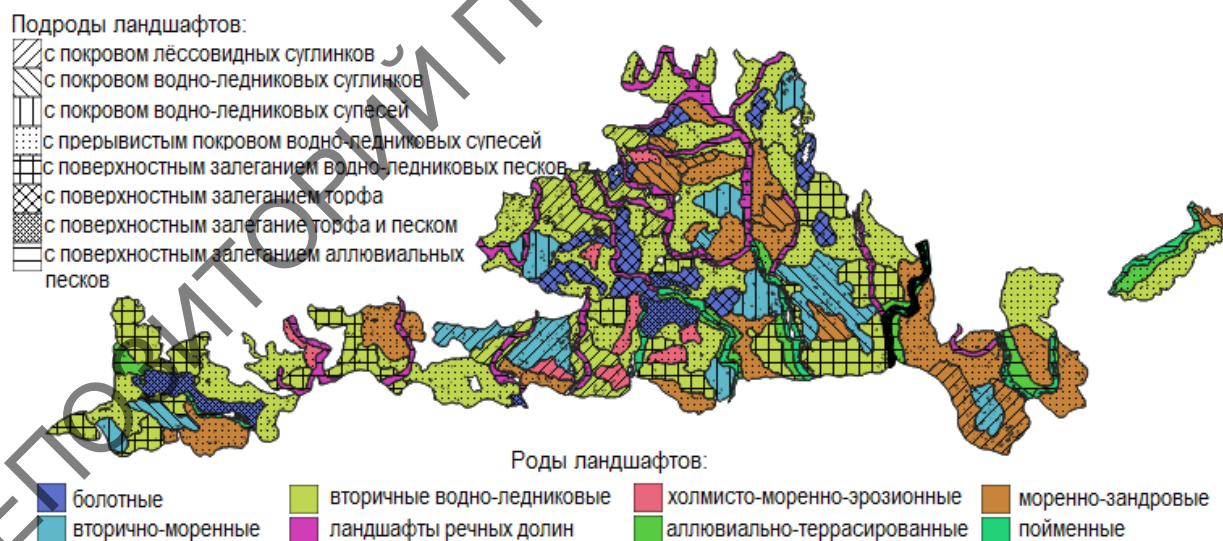 Подроды ландшафтов:
с покровом лёссовидных суглинков
с покровом водно-ледниковых суглинков
с покровом водно-ледниковых супесей
с прерывистым покровом водно-ледниковых супесей
с поверхностным залеганием водно-ледниковых песков
с поверхностным залеганием торфа
с поверхностным залегание торфа и песком
с поверхностным залеганием аллювиальных
песков
Роды ландшафтов:
болотные
вторичные водно-ледниковые
холмисто-моренно-эрозионные
моренно-зандровые
вторично-моренные
ландшафты речных долин
аллювиально-террасированные
пойменные